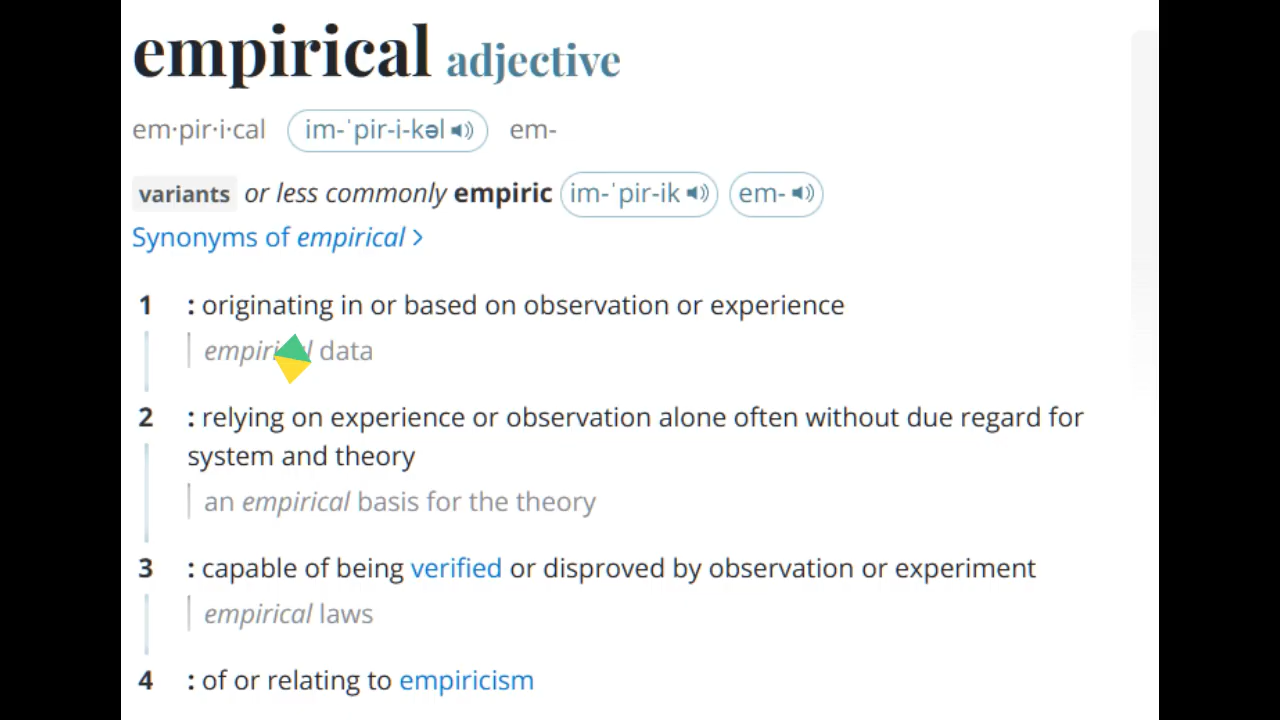 empirical adjective
em·pir·i·cal im-ˈpir-i-kəl em-
variants or less commonly empiric im-ˈpir-ik em-
Synonyms of empirical
1 : originating in or based on observation or experience
empirical data
2 : relying on experience or observation alone often without due regard for
system and theory
an empirical basis for the theory
3 : capable of being verified or disproved by observation or experiment
empirical laws
4 : of or relating to empiricism